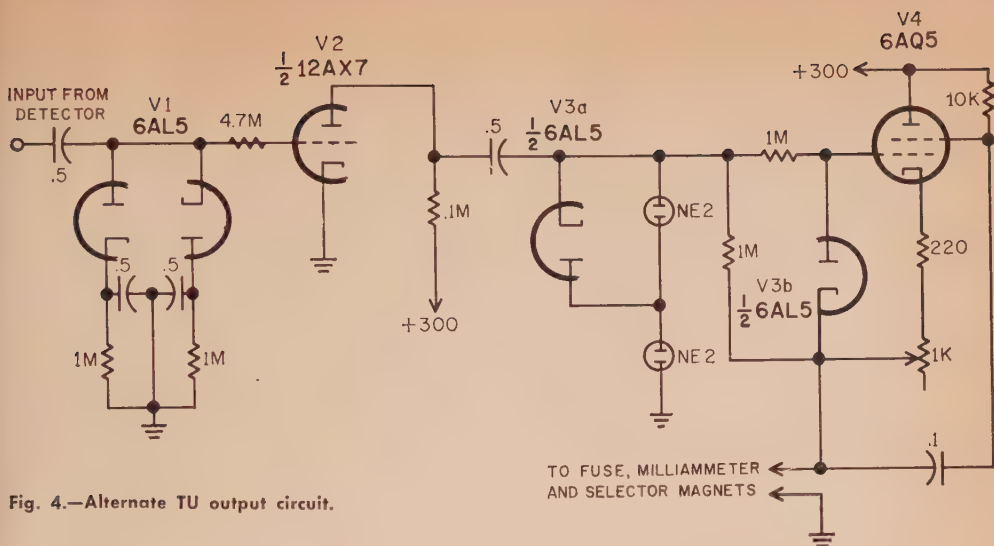 INPUT FROM
DETECTOR
.5
V1
6AL5
4.7M
.5
.5
1M
1M
V2
1/2 12AX7
.1M
+300
.5
V3a
1/2 6AL5
NE2
NE2
1M
1M
V3b
1/2 6AL5
V4
6AQ5
+300
10K
220
1K
.1
TO FUSE, MILLIAMMETER
AND SELECTOR MAGNETS
Fig. 4.—Alternate TU output circuit.